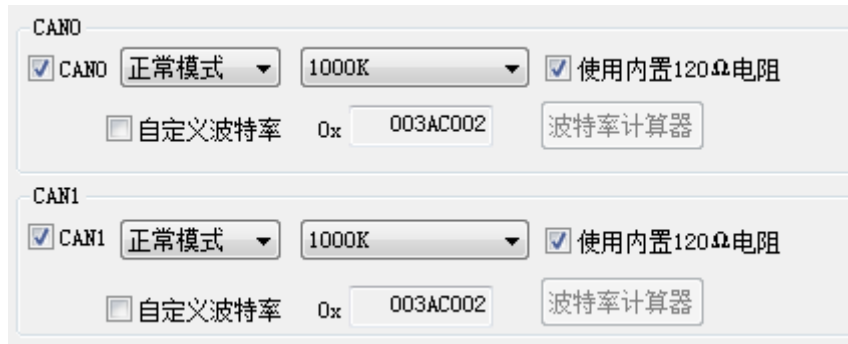 CAN0
CAN0 正常模式 1000K 使用内置120Ω电阻
自定义波特率 0x 003AC002 波特率计算器
CAN1
CAN1 正常模式 1000K 使用内置120Ω电阻
自定义波特率 0x 003AC002 波特率计算器